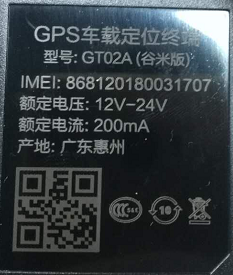 GPS车载定位终端
型号: GT02A (谷米版)
IMEI: 868120180031707
额定电压: 12V-24V
额定电流: 200mA
产地: 广东惠州
10